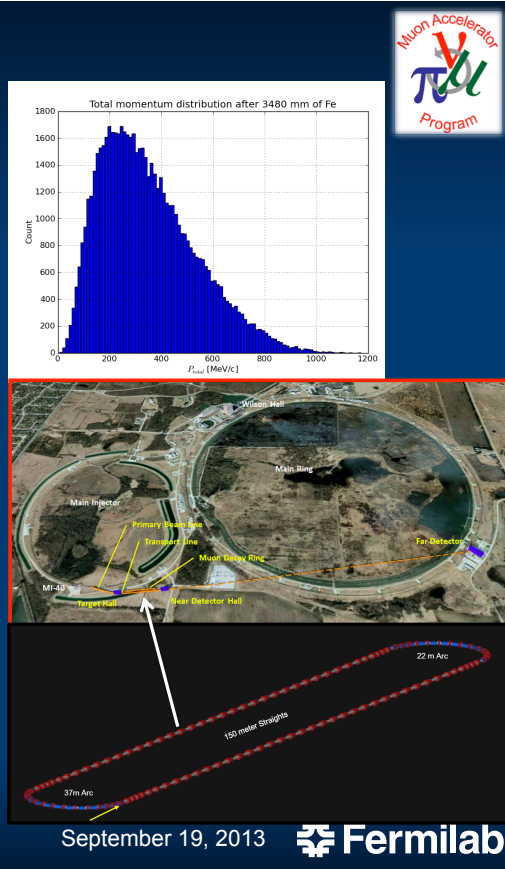 Muon Accelerator
π ν μ
Program
Total momentum distribution after 3480 mm of Fe
1800
1600
1400
1200
1000
800
600
400
200
0
Count
0 200 400 600 800 1000 1200
P_total [MeV/c]
Wilson Hall
Main Ring
Main Injector
Primary Beam Line
Transport Line
Muon Decay Ring
Far Detector
MI-40
Target Hall
Near Detector Hall
22 m Arc
150 meter Straights
37m Arc
September 19, 2013
Fermilab